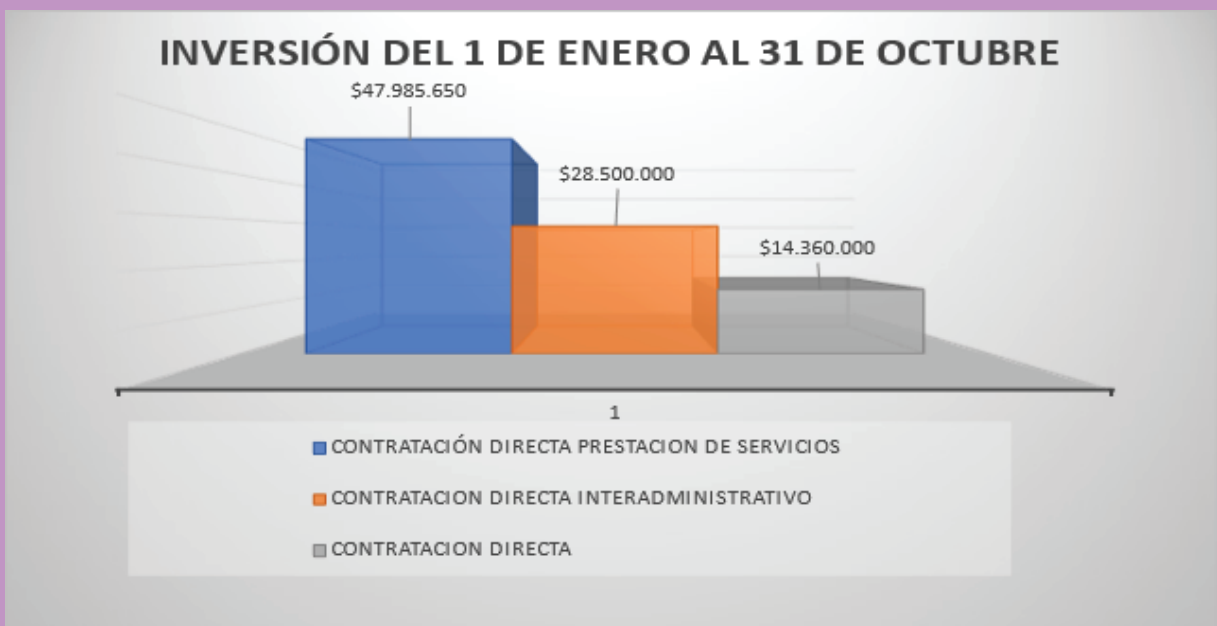 INVERSIÓN DEL 1 DE ENERO AL 31 DE OCTUBRE
$47.985.650
$28.500.000
$14.360.000
1
CONTRATACIÓN DIRECTA PRESTACION DE SERVICIOS
CONTRATACION DIRECTA INTERADMINISTRATIVO
CONTRATACION DIRECTA